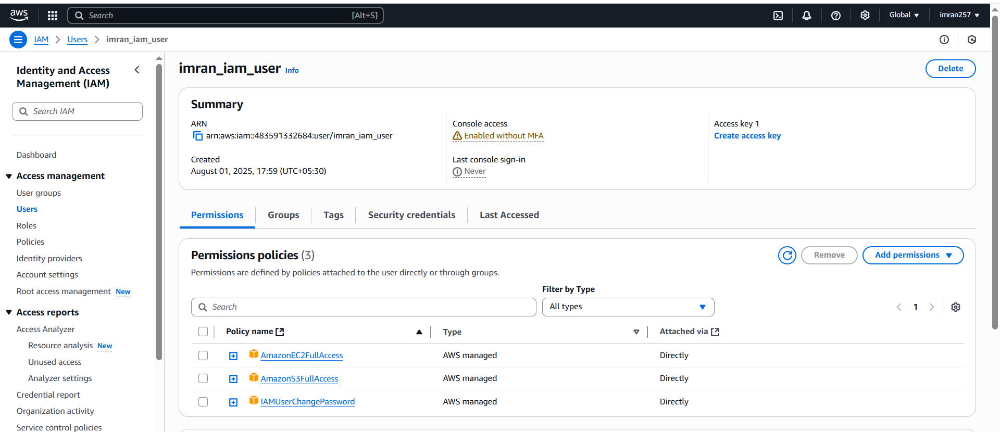 aws
Search [Alt+S]
Global
imran257
IAM > Users > imran_iam_user
Identity and Access Management (IAM)
Search IAM
Dashboard
Access management
User groups
Users
Roles
Policies
Identity providers
Account settings
Root access management New
Access reports
Access Analyzer
Resource analysis New
Unused access
Analyzer settings
Credential report
Organization activity
Service control policies
imran_iam_user Info
Delete
Summary
ARN
arn:aws:iam::483591332684:user/imran_iam_user
Created
August 01, 2025, 17:59 (UTC+05:30)
Console access
Enabled without MFA
Last console sign-in
Never
Access key 1
Create access key
Permissions
Groups
Tags
Security credentials
Last Accessed
Permissions policies (3)
Remove
Add permissions
Permissions are defined by policies attached to the user directly or through groups.
Filter by Type
Search
All types
1
Policy name Type Attached via
AmazonEC2FullAccess AWS managed Directly
AmazonS3FullAccess AWS managed Directly
IAMUserChangePassword AWS managed Directly